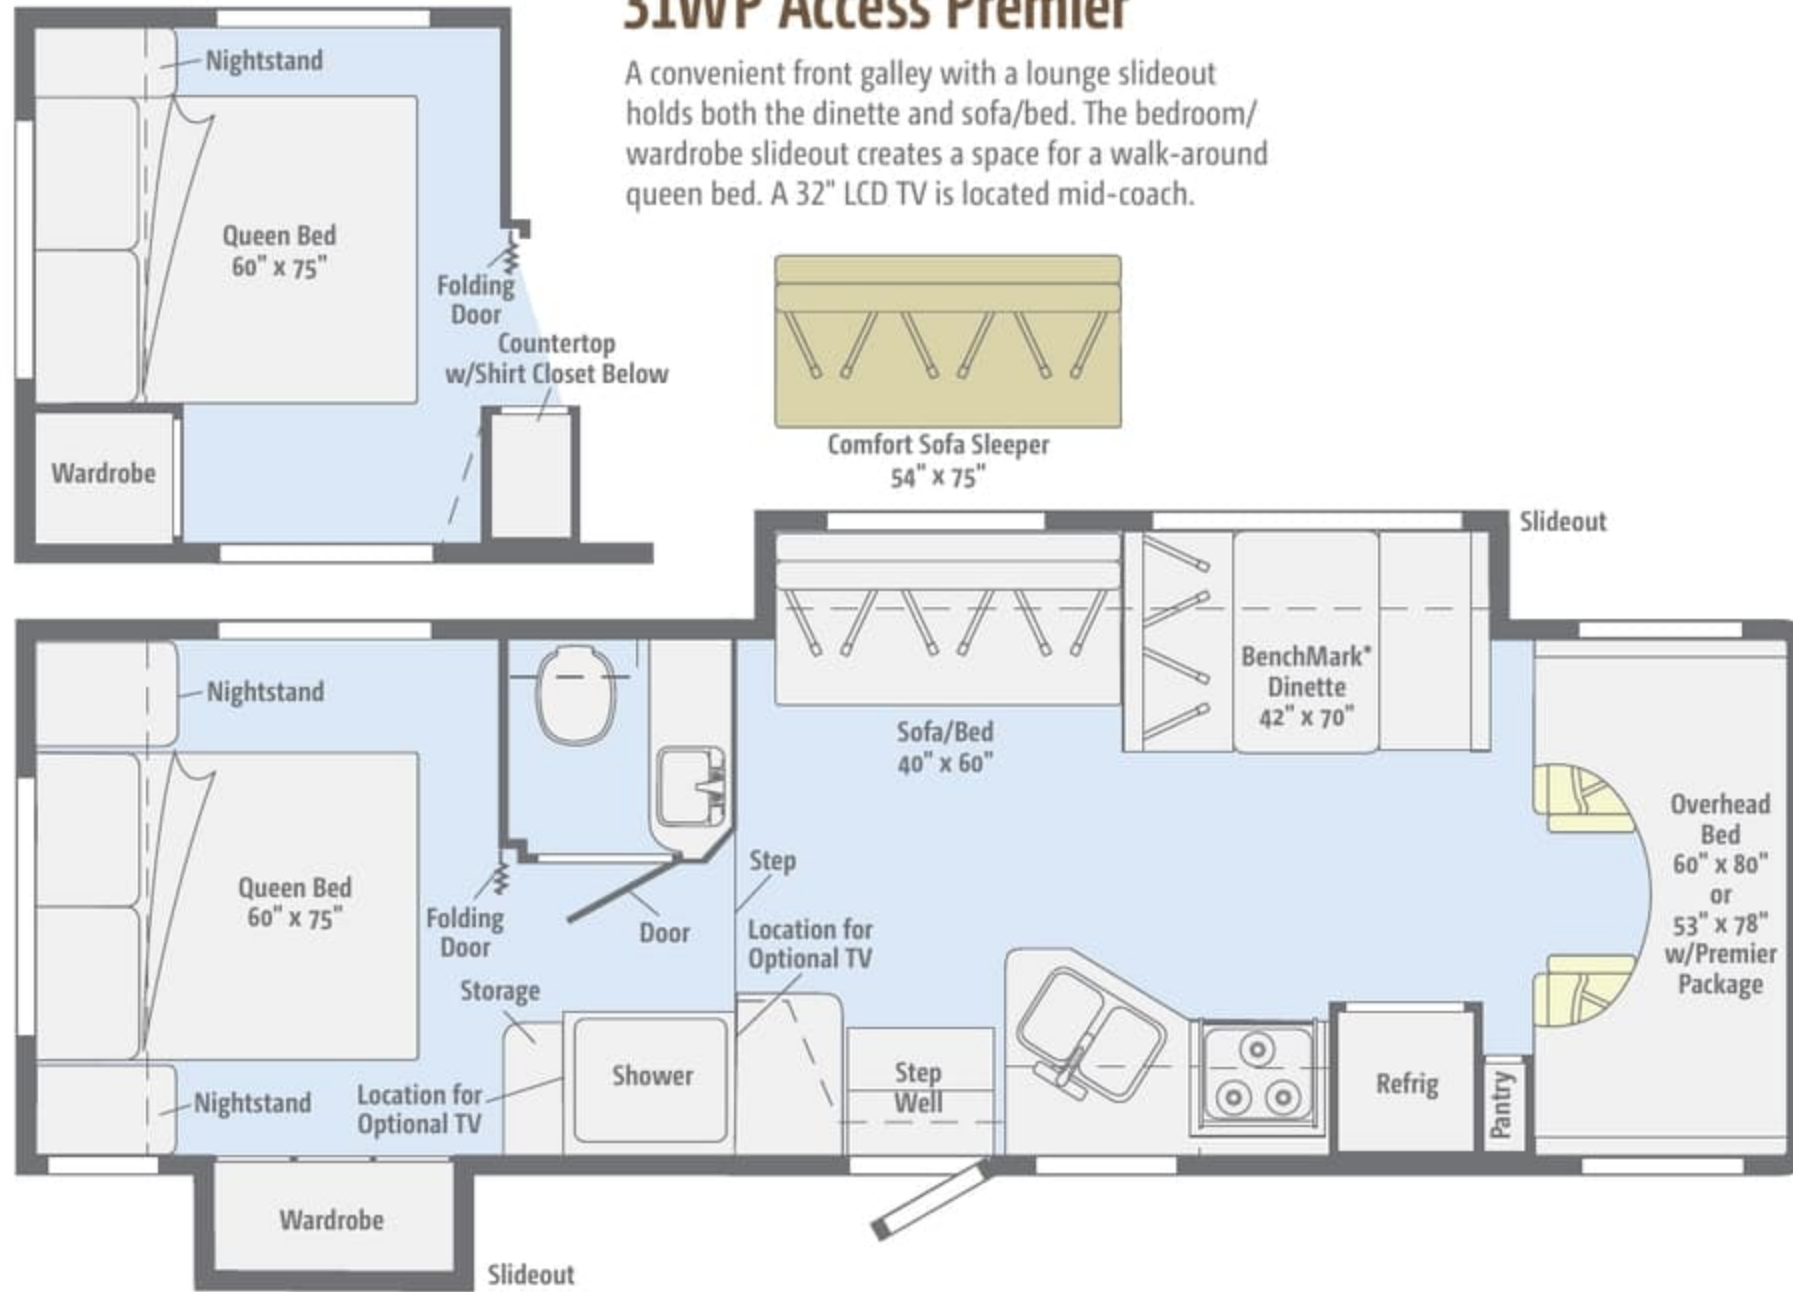 31WP Access Premier
A convenient front galley with a lounge slideout
holds both the dinette and sofa/bed. The bedroom/
wardrobe slideout creates a space for a walk-around
queen bed. A 32" LCD TV is located mid-coach.
Nightstand
Queen Bed
60" x 75"
Folding
Door
Countertop
w/Shirt Closet Below
Wardrobe
Comfort Sofa Sleeper
54" x 75"
Slideout
Nightstand
Sofa/Bed
40" x 60"
BenchMark*
Dinette
42" x 70"
Overhead
Bed
60" x 80"
or
53" x 78"
w/Premier
Package
Queen Bed
60" x 75"
Folding
Door
Door
Step
Location for
Optional TV
Storage
Shower
Step
Well
Refrig
Pantry
Nightstand
Location for
Optional TV
Wardrobe
Slideout